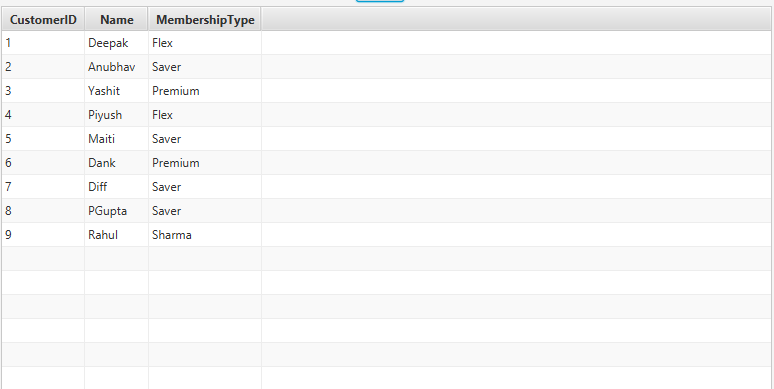 CustomerID Name MembershipType
1 Deepak Flex
2 Anubhav Saver
3 Yashit Premium
4 Piyush Flex
5 Maiti Saver
6 Dank Premium
7 Diff Saver
8 PGupta Saver
9 Rahul Sharma